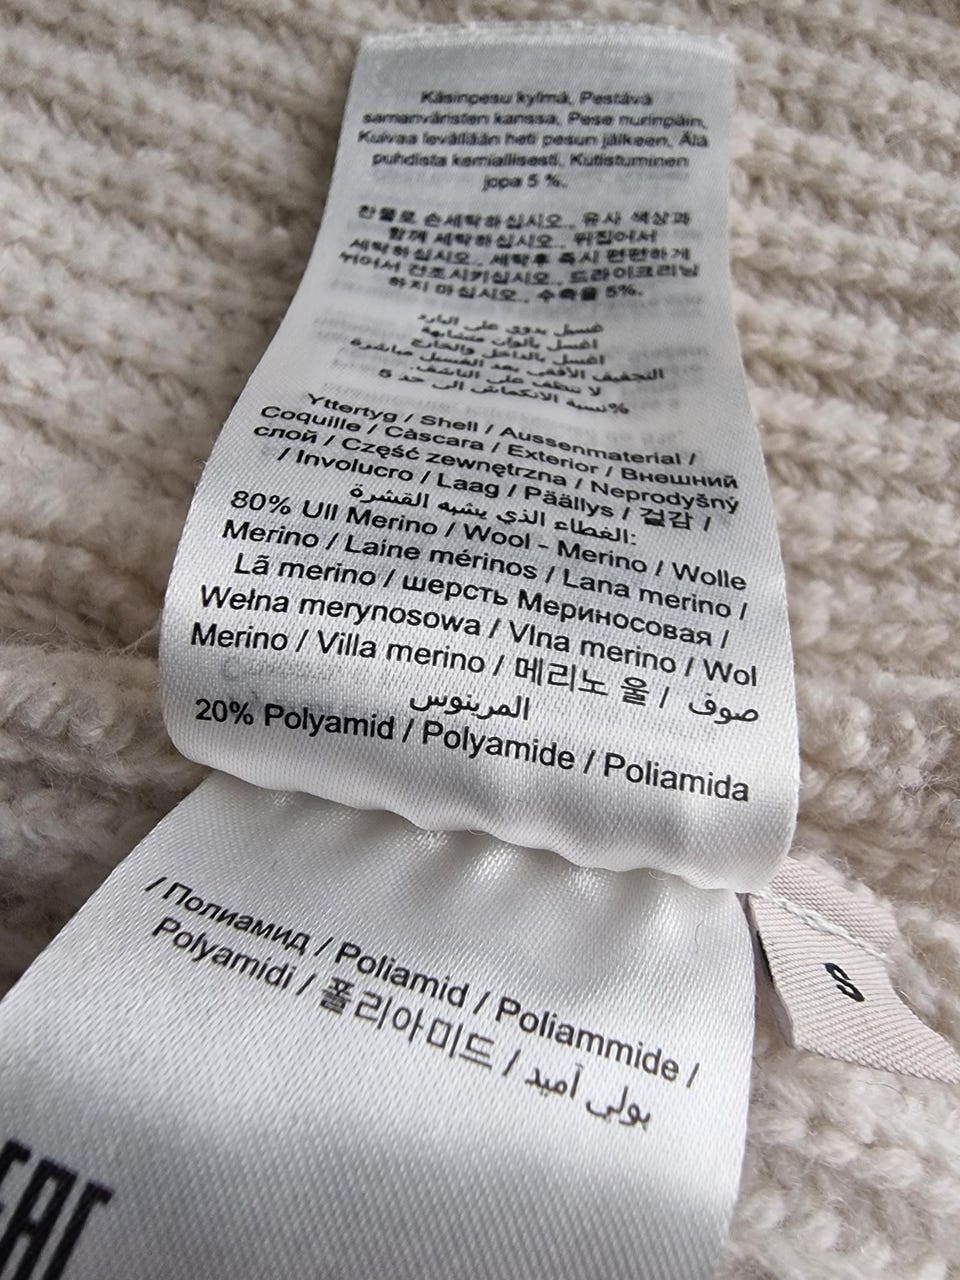 Käsinpesu kylmä, Pestävä
samanväristen kanssa, Pese nurinpäin,
Kuivaa levällään heti pesun jälkeen, Älä
puhdista kemiallisesti, Kutistuminen
jopa 5 %.
찬물로 손세탁하십시오., 유사 색상과
함께 세탁하십시오., 뒤집어서
세탁하십시오., 세탁후 즉시 편편하게
뉘어서 건조시키십시오., 드라이크리닝
하지 마십시오., 수축율 5%.
غسيل يدوي على البارد
اغسل بألوان متشابهة
اغسل بالداخل والخارج
التجفيف الأفقي بعد الغسيل مباشرة
لا تنظف على الناشف.
%نسبة الانكماش الى حد 5
Yttertyg / Shell / Aussenmaterial /
Coquille / Càscara / Exterior / Внешний
слой / Część zewnętrzna / Neprodyšný
/ Involucro / Laag / Päällys / 겉감 /
الغطاء الذي يشبه القشرة:
80% Ull Merino / Wool - Merino / Wolle
Merino / Laine mérinos / Lana merino /
Lã merino / шерсть Мериносовая /
Wełna merynosowa / Vlna merino / Wol
Merino / Villa merino / 메리노 울 / صوف
المرينوس
20% Polyamid / Polyamide / Poliamida
/ Полиамид / Poliamid / Poliammide /
Polyamidi / 폴리아미드 / بولي آميد
S
EAC